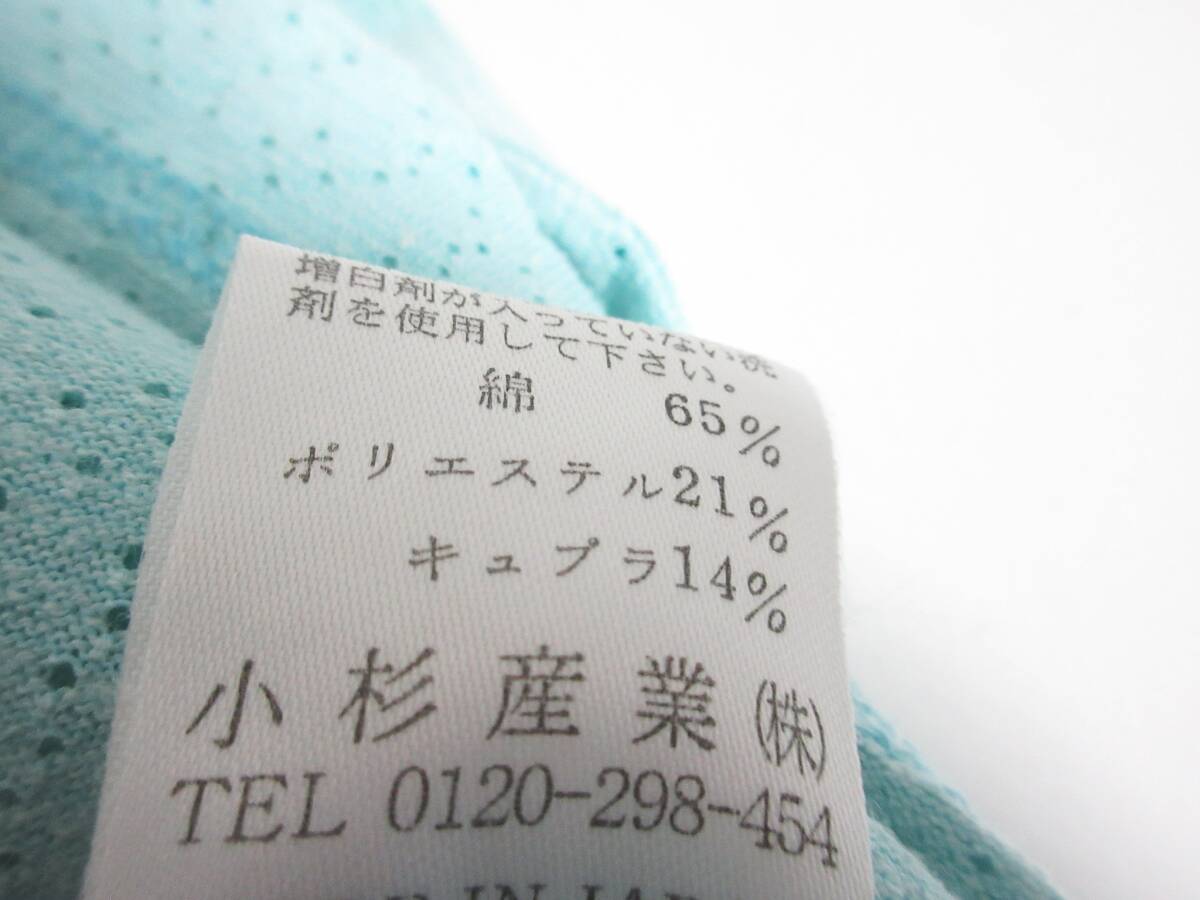 増白剤が入っていない洗
剤を使用して下さい。
綿 65%
ポリエステル21%
キュプラ14%
小杉産業(株)
TEL 0120-298-454
IN